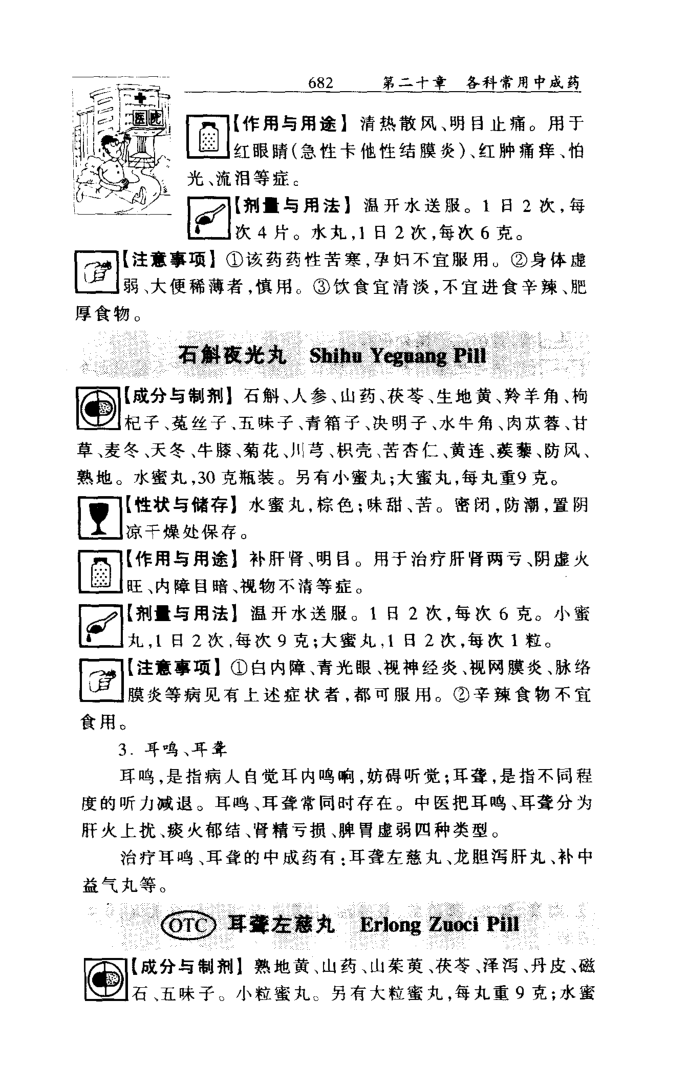 682 第二十章 各科常用中成药
医院
【作用与用途】 清热散风、明目止痛。用于
红眼睛(急性卡他性结膜炎)、红肿痛痒、怕
光、流泪等症。
【剂量与用法】 温开水送服。1日2次,每
次4片。水丸,1日2次,每次6克。
【注意事项】 ①该药药性苦寒,孕妇不宜服用。②身体虚
弱、大便稀薄者,慎用。③饮食宜清淡,不宜进食辛辣、肥
厚食物。
石斛夜光丸 Shihu Yeguang Pill
【成分与制剂】 石斛、人参、山药、茯苓、生地黄、羚羊角、枸
杞子、菟丝子、五味子、青箱子、决明子、水牛角、肉苁蓉、甘
草、麦冬、天冬、牛膝、菊花、川芎、枳壳、苦杏仁、黄连、蒺藜、防风、
熟地。水蜜丸,30克瓶装。另有小蜜丸;大蜜丸,每丸重9克。
【性状与储存】 水蜜丸,棕色;味甜、苦。密闭,防潮,置阴
凉干燥处保存。
【作用与用途】 补肝肾、明目。用于治疗肝肾两亏、阴虚火
旺、内障目暗、视物不清等症。
【剂量与用法】 温开水送服。1日2次,每次6克。小蜜
丸,1日2次,每次9克;大蜜丸,1日2次,每次1粒。
【注意事项】 ①白内障、青光眼、视神经炎、视网膜炎、脉络
膜炎等病见有上述症状者,都可服用。②辛辣食物不宜
食用。
3. 耳鸣、耳聋
耳鸣,是指病人自觉耳内鸣响,妨碍听觉;耳聋,是指不同程
度的听力减退。耳鸣、耳聋常同时存在。中医把耳鸣、耳聋分为
肝火上扰、痰火郁结、肾精亏损、脾胃虚弱四种类型。
治疗耳鸣、耳聋的中成药有:耳聋左慈丸、龙胆泻肝丸、补中
益气丸等。
OTC 耳聋左慈丸 Erlong Zuoci Pill
【成分与制剂】 熟地黄、山药、山茱萸、茯苓、泽泻、丹皮、磁
石、五味子。小粒蜜丸。另有大粒蜜丸,每丸重9克;水蜜